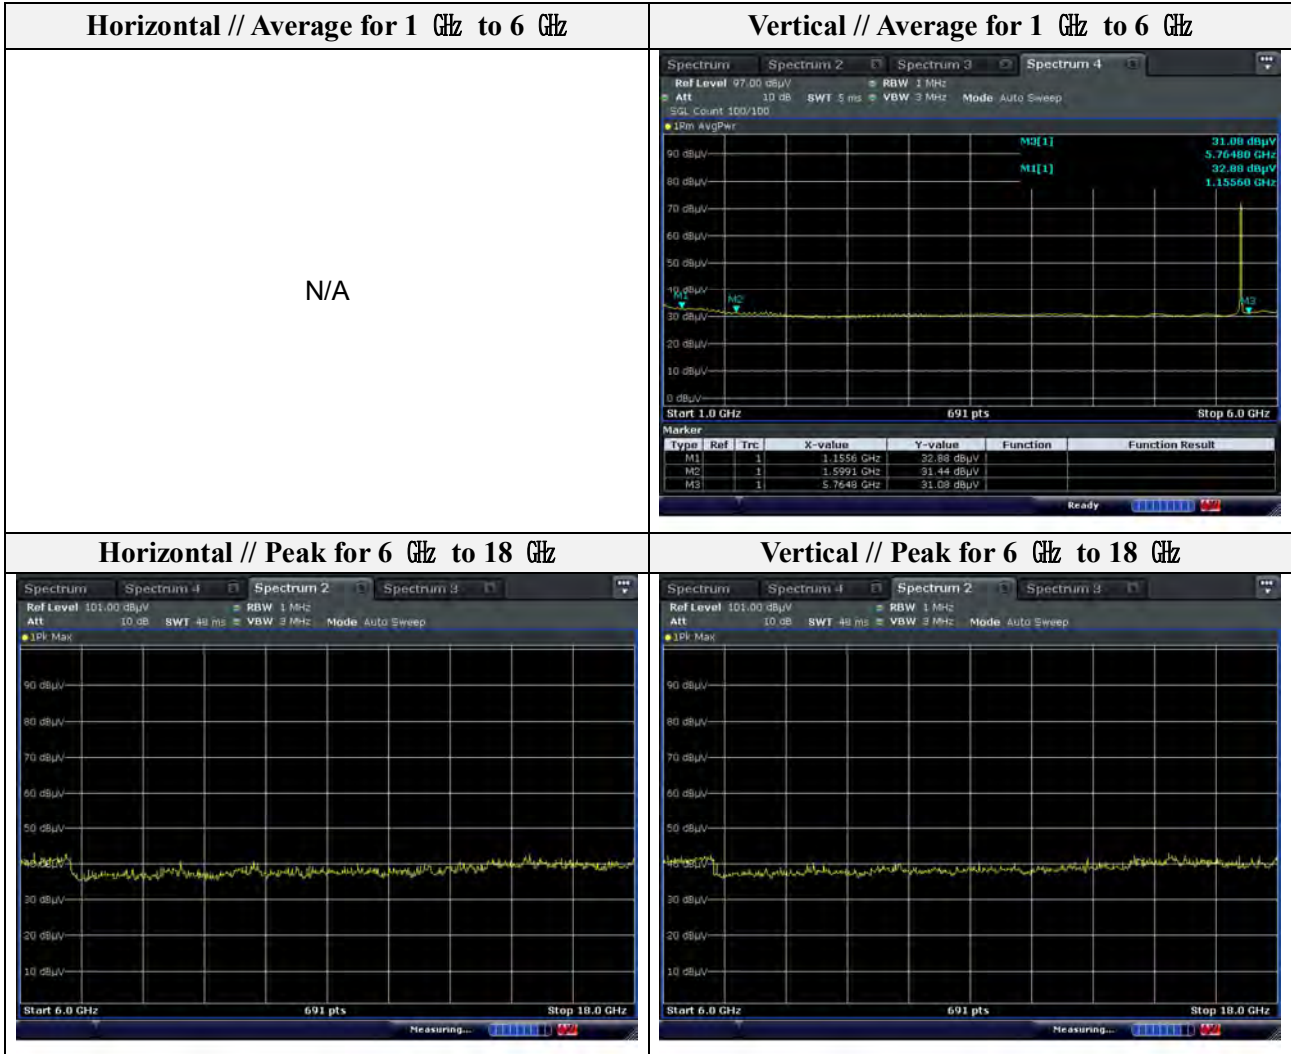 Horizontal // Average for 1 ㎓ to 6 ㎓
Vertical // Average for 1 ㎓ to 6 ㎓
N/A
Spectrum Spectrum 2 Spectrum 3 Spectrum 4
Ref Level 97.00 dBµV RBW 1 MHz
Att 10 dB SWT 5 ms VBW 3 MHz Mode Auto Sweep
SGL Count 100/100
1Rm AvgPwr
M3[1] 31.08 dBµV
5.76480 GHz
M1[1] 32.88 dBµV
1.15560 GHz
90 dBµV
80 dBµV
70 dBµV
60 dBµV
50 dBµV
40 dBµV
M1 M2 M3
30 dBµV
20 dBµV
10 dBµV
0 dBµV
Start 1.0 GHz 691 pts Stop 6.0 GHz
Marker
Type Ref Trc X-value Y-value Function Function Result
M1 1 1.1556 GHz 32.88 dBµV
M2 1 1.5991 GHz 31.44 dBµV
M3 1 5.7648 GHz 31.08 dBµV
Ready
Horizontal // Peak for 6 ㎓ to 18 ㎓
Vertical // Peak for 6 ㎓ to 18 ㎓
Spectrum Spectrum 4 Spectrum 2 Spectrum 3
Ref Level 101.00 dBµV RBW 1 MHz
Att 10 dB SWT 48 ms VBW 3 MHz Mode Auto Sweep
1Pk Max
90 dBµV
80 dBµV
70 dBµV
60 dBµV
50 dBµV
40 dBµV
30 dBµV
20 dBµV
10 dBµV
Start 6.0 GHz 691 pts Stop 18.0 GHz
Measuring...
Spectrum Spectrum 4 Spectrum 2 Spectrum 3
Ref Level 101.00 dBµV RBW 1 MHz
Att 10 dB SWT 48 ms VBW 3 MHz Mode Auto Sweep
1Pk Max
90 dBµV
80 dBµV
70 dBµV
60 dBµV
50 dBµV
40 dBµV
30 dBµV
20 dBµV
10 dBµV
Start 6.0 GHz 691 pts Stop 18.0 GHz
Measuring...